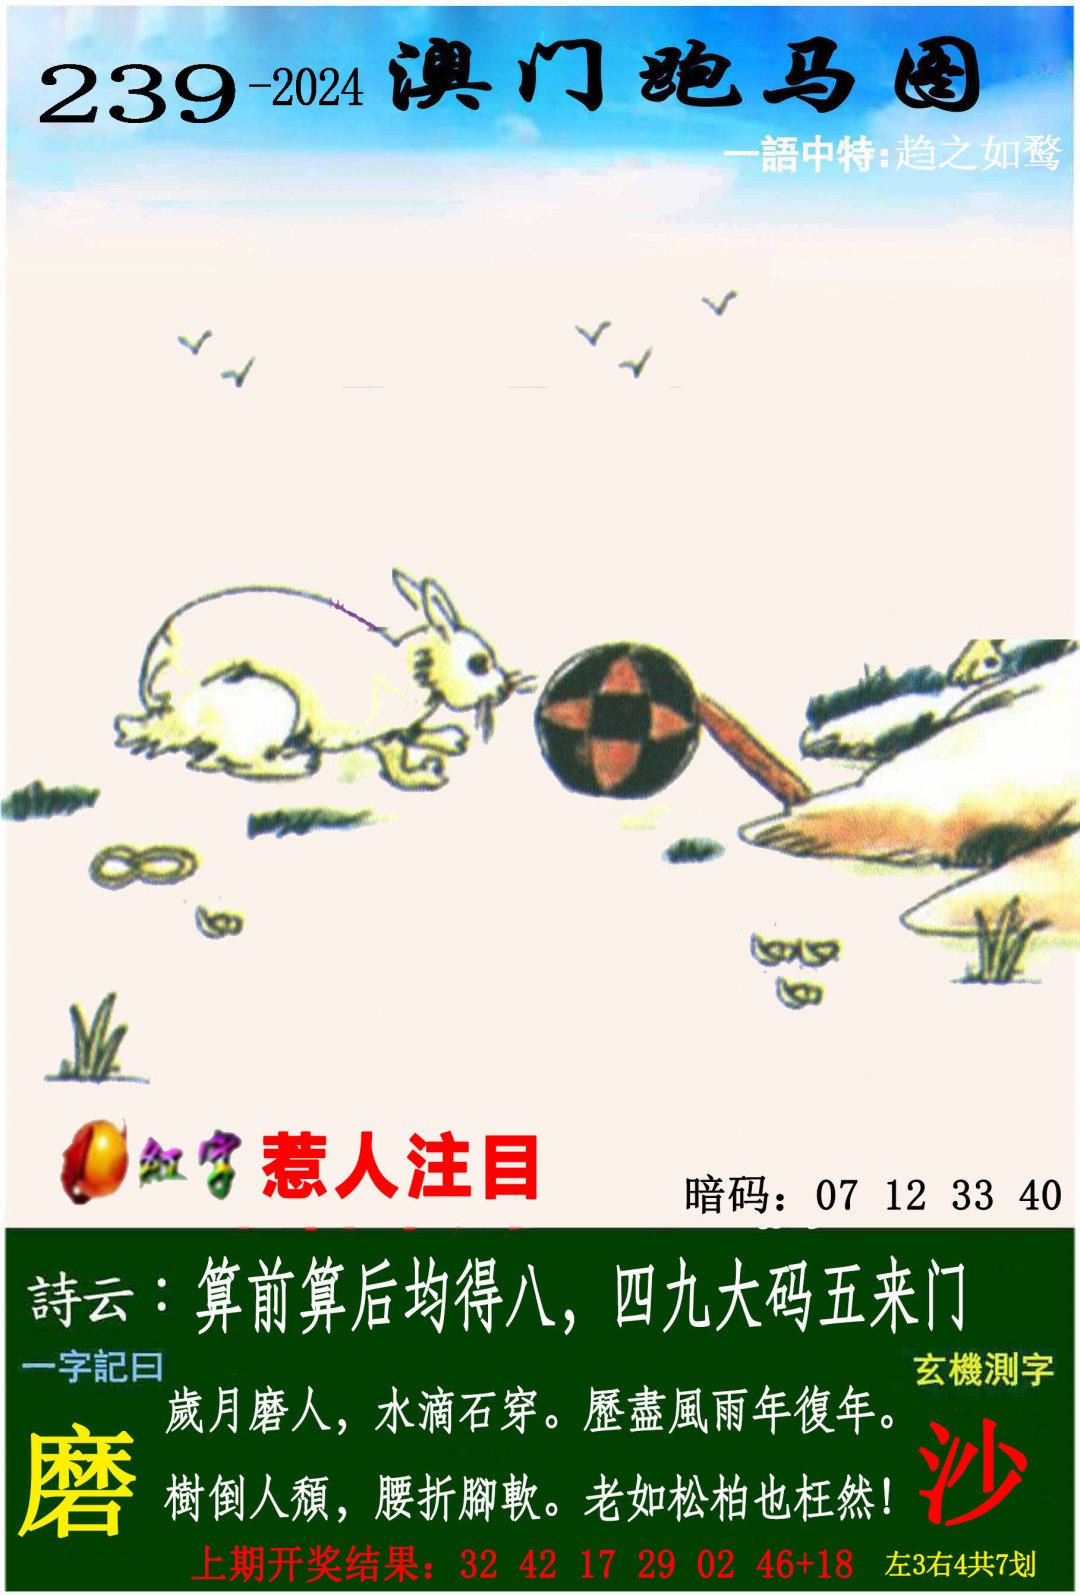 239-2024 澳门跑马图
一語中特:趋之如鹜
红字 惹人注目
暗码：07 12 33 40
詩云：算前算后均得八，四九大码五来门
一字記曰
玄機測字
歲月磨人，水滴石穿。歷盡風雨年復年。
磨
沙
樹倒人頹，腰折腳軟。老如松柏也枉然！
上期开奖结果：32 42 17 29 02 46+18
左3右4共7划